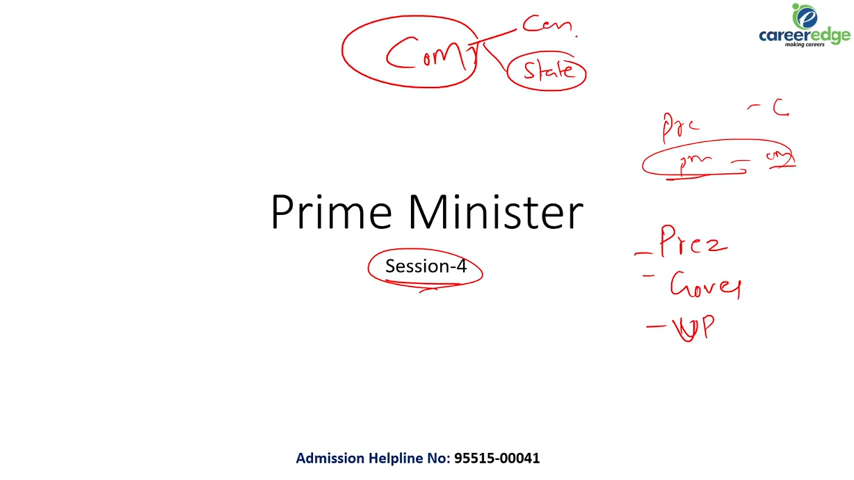 Cen.
Com
State
careeredge
making careers
Pre - C
pm -
Prime Minister
- Prez
Session-4
- Gover
- VP
Admission Helpline No: 95515-00041